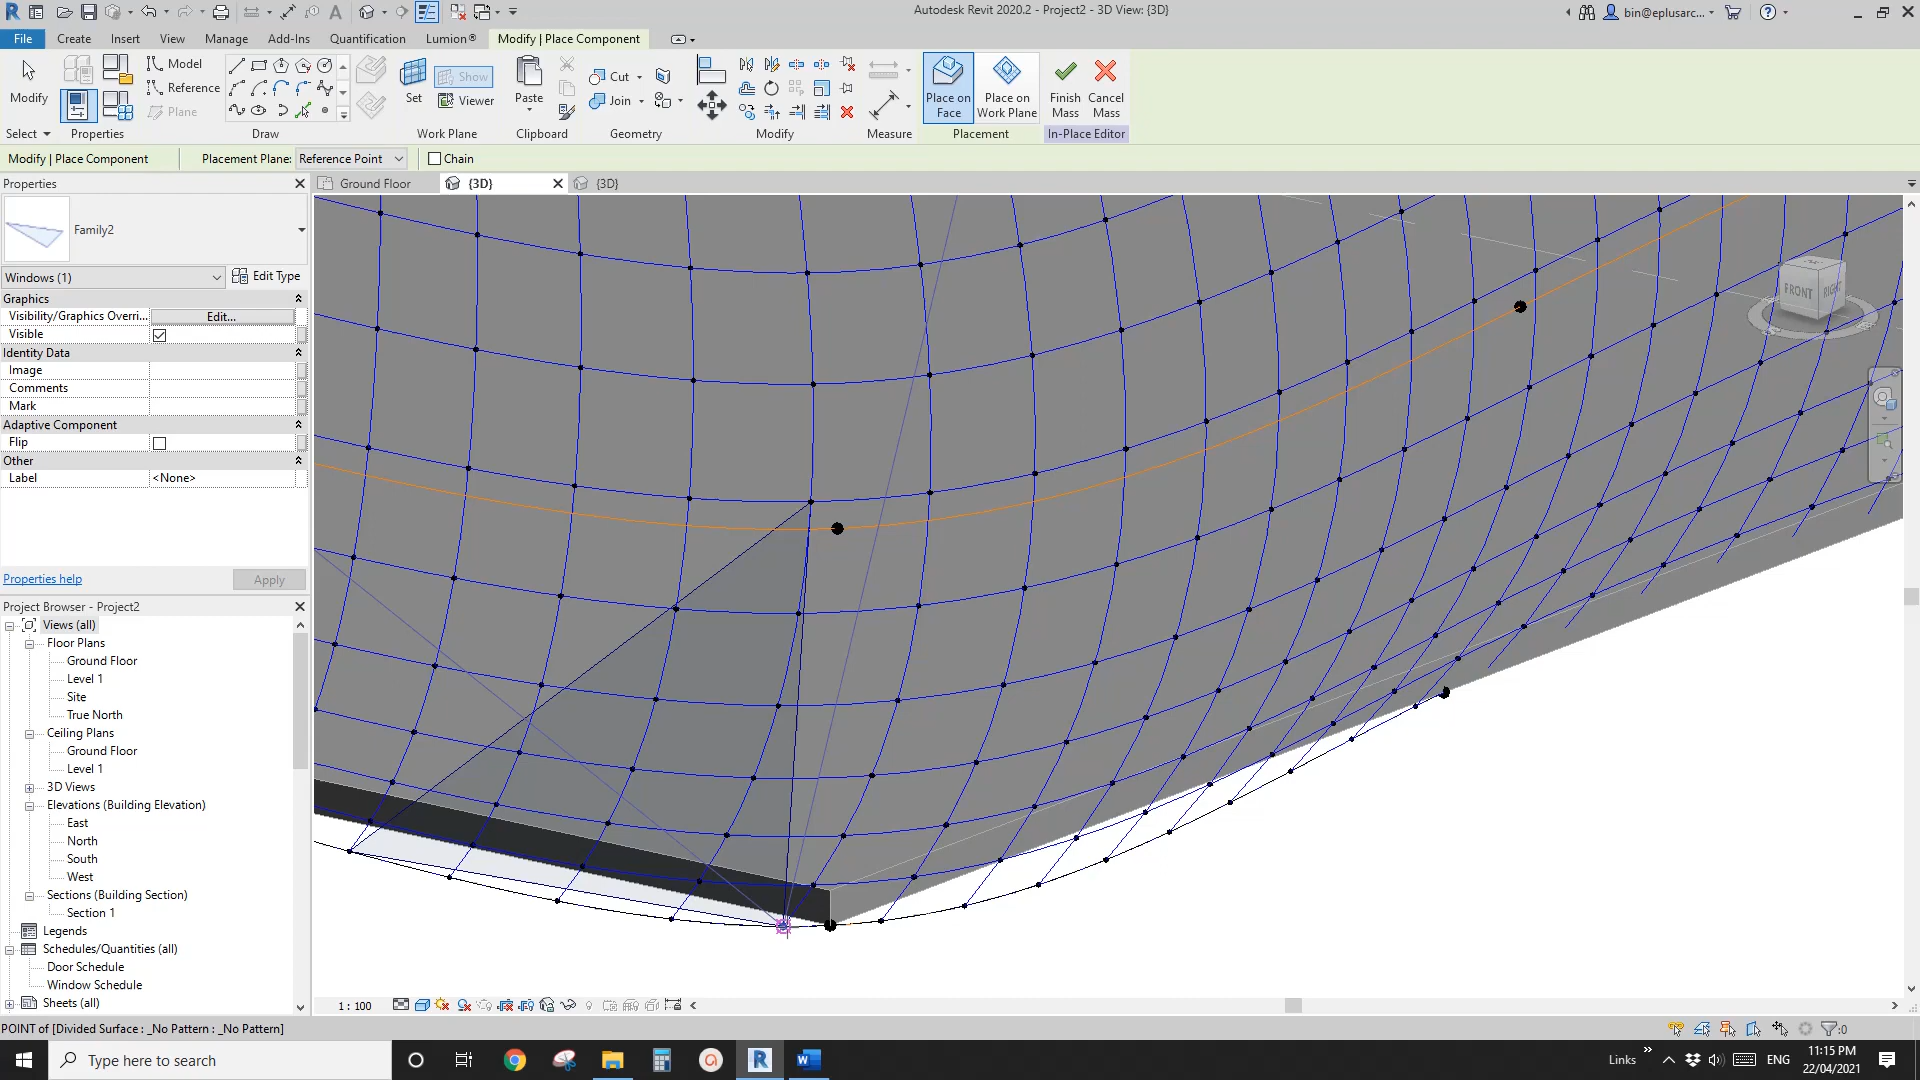 Autodesk Revit 2020.2 - Project2 - 3D View: {3D}
bin@eplusarc...
File
Create
Insert
View
Manage
Add-Ins
Quantification
Lumion®
Modify | Place Component
Modify
Model
Reference
Plane
Set
Show
Viewer
Paste
Cut
Join
Place on Face
Place on Work Plane
Finish Mass
Cancel Mass
Select
Properties
Draw
Work Plane
Clipboard
Geometry
Modify
Measure
Placement
In-Place Editor
Modify | Place Component
Placement Plane: Reference Point
Chain
Properties
Ground Floor
{3D}
{3D}
Family2
Windows (1)
Edit Type
Graphics
Visibility/Graphics Overri...
Edit...
Visible
Identity Data
Image
Comments
Mark
Adaptive Component
Flip
Other
Label
<None>
Properties help
Apply
FRONT
Project Browser - Project2
Views (all)
Floor Plans
Ground Floor
Level 1
Site
True North
Ceiling Plans
Ground Floor
Level 1
3D Views
Elevations (Building Elevation)
East
North
South
West
Sections (Building Section)
Section 1
Legends
Schedules/Quantities (all)
Door Schedule
Window Schedule
Sheets (all)
1 : 100
POINT of [Divided Surface : _No Pattern : _No Pattern]
:0
Type here to search
Links
ENG
11:15 PM
22/04/2021